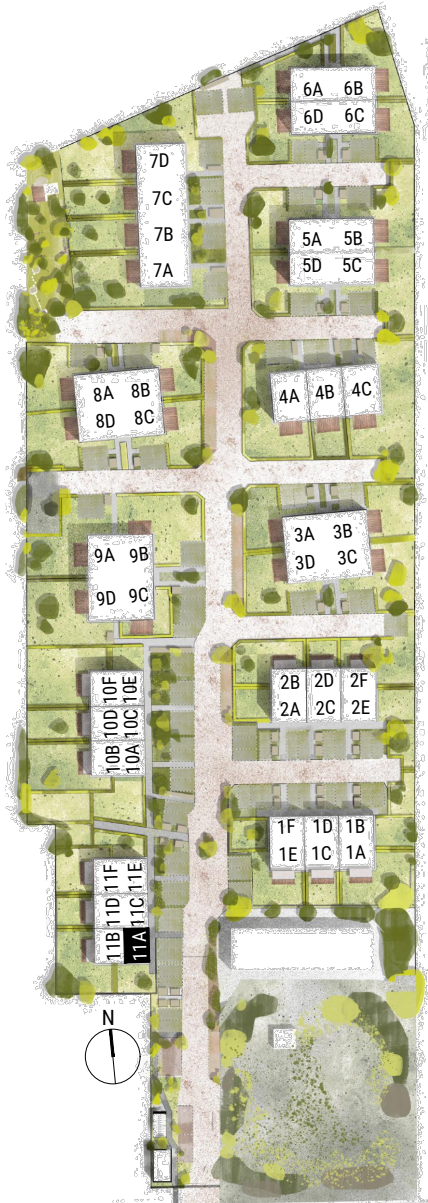 6A 6B
6D 6C
7D
7C
7B
7A
5A 5B
5D 5C
8A 8B
8D 8C
4A 4B 4C
9A 9B
9D 9C
3A 3B
3D 3C
10F 10E
10D 10C
10B 10A
2B 2D 2F
2A 2C 2E
1F 1D 1B
1E 1C 1A
11F 11E
11D 11C
11B 11A
N